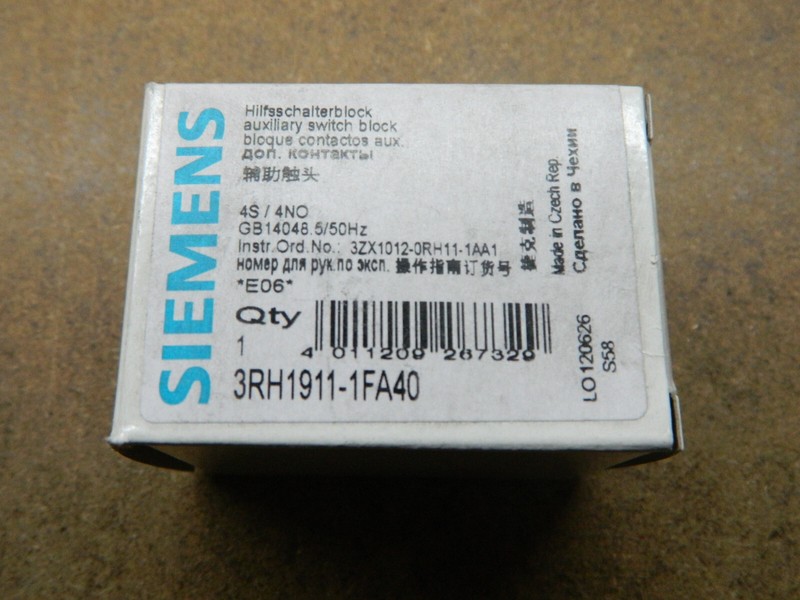 SIEMENS
Hilfsschalterblock
auxiliary switch block
bloque contactos aux.
доп. контакты
辅助触头
4S / 4NO
GB14048.5/50Hz
Instr.Ord.No.: 3ZX1012-0RH11-1AA1
номер для рук.по эксп. 操作指南订货号
*E06*
Qty
1
4 011209 267329
3RH1911-1FA40
捷克制造
Made in Czech Rep.
Сделано в Чехии
LO 120626
S58